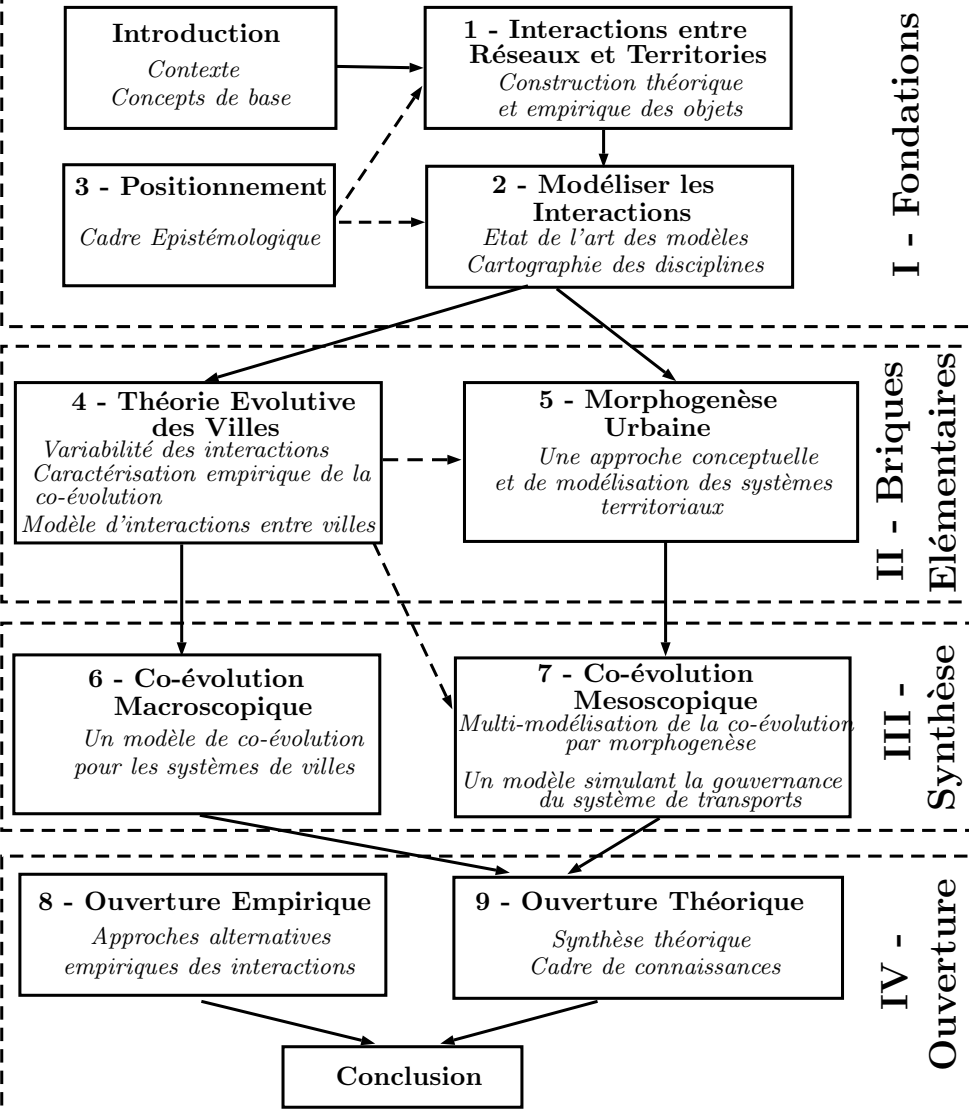 Introduction
Contexte
Concepts de base
1 - Interactions entre
Réseaux et Territories
Construction théorique
et empirique des objets
3 - Positionnement
Cadre Epistémologique
2 - Modéliser les
Interactions
Etat de l'art des modèles
Cartographie des disciplines
I - Fondations
4 - Théorie Evolutive
des Villes
Variabilité des interactions
Caractérisation empirique de la
co-évolution
Modèle d'interactions entre villes
5 - Morphogenèse
Urbaine
Une approche conceptuelle
et de modélisation des systèmes
territoriaux
II - Briques
Elémentaires
6 - Co-évolution
Macroscopique
Un modèle de co-évolution
pour les systèmes de villes
7 - Co-évolution
Mesoscopique
Multi-modélisation de la co-évolution
par morphogenèse
Un modèle simulant la gouvernance
du système de transports
III -
Synthèse
8 - Ouverture Empirique
Approches alternatives
empiriques des interactions
9 - Ouverture Théorique
Synthèse théorique
Cadre de connaissances
IV -
Ouverture
Conclusion